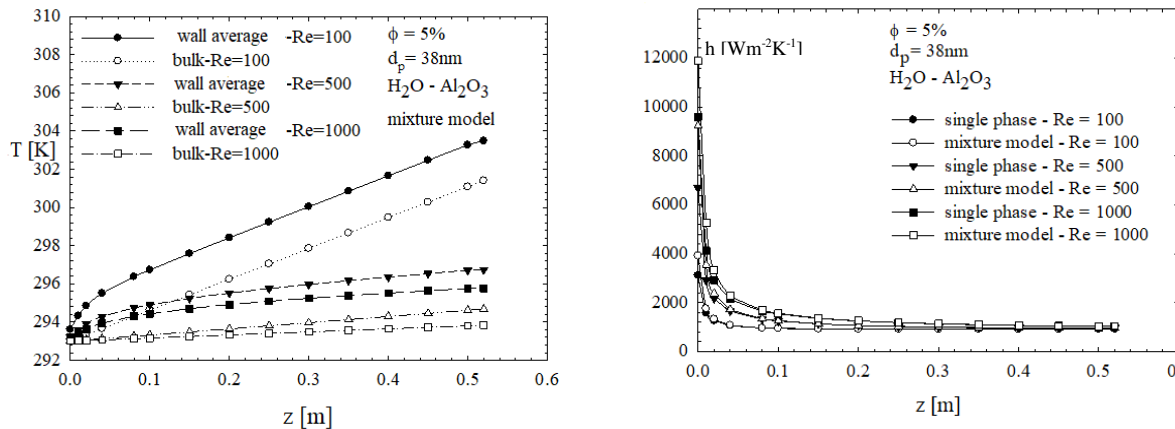 310
308
306
304
302
300
298
296
294
292
T [K]
wall average -Re=100
bulk-Re=100
wall average -Re=500
bulk-Re=500
wall average -Re=1000
bulk-Re=1000
ϕ = 5%
d_p = 38nm
H₂O - Al₂O₃
mixture model
0.0 0.1 0.2 0.3 0.4 0.5 0.6
z [m]
12000
10000
8000
6000
4000
2000
0
h [Wm⁻²K⁻¹]
ϕ = 5%
d_p = 38nm
H₂O - Al₂O₃
single phase - Re = 100
mixture model - Re = 100
single phase - Re = 500
mixture model - Re = 500
single phase - Re = 1000
mixture model - Re = 1000
0.0 0.1 0.2 0.3 0.4 0.5
z [m]